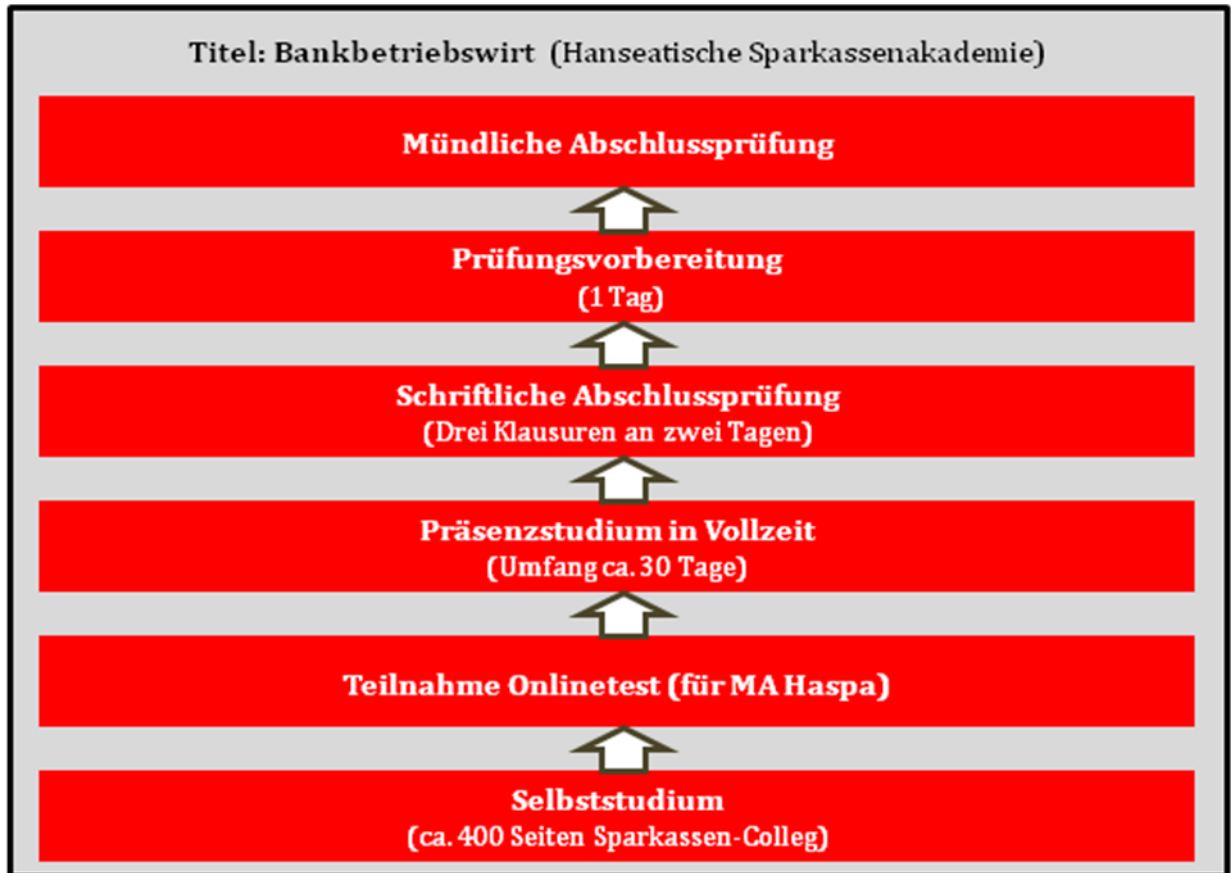 Titel: Bankbetriebswirt (Hanseatische Sparkassenakademie)
Mündliche Abschlussprüfung
Prüfungsvorbereitung
(1 Tag)
Schriftliche Abschlussprüfung
(Drei Klausuren an zwei Tagen)
Präsenzstudium in Vollzeit
(Umfang ca. 30 Tage)
Teilnahme Onlinetest (für MA Haspa)
Selbststudium
(ca. 400 Seiten Sparkassen-Colleg)